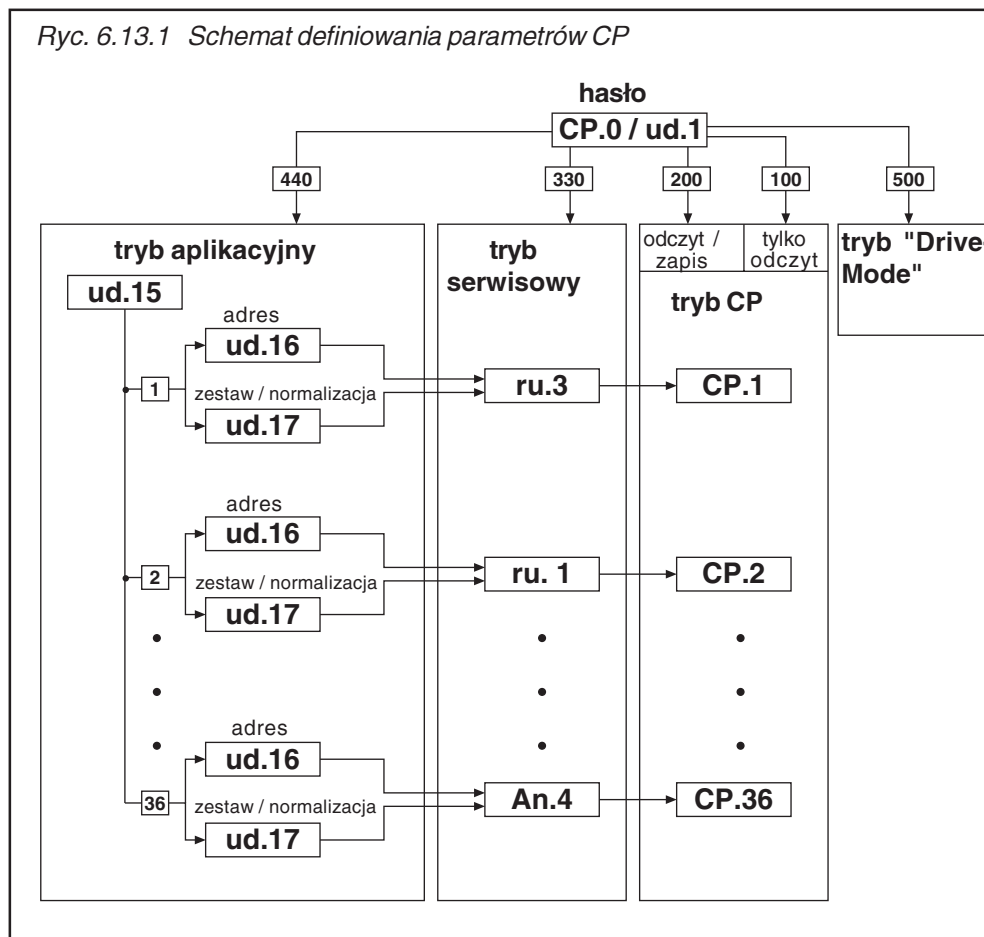 Ryc. 6.13.1 Schemat definiowania parametrów CP
hasło
CP.0 / ud.1
440
330
200
100
500
tryb aplikacyjny
ud.15
adres
ud.16
1
zestaw / normalizacja
ud.17
adres
ud.16
2
zestaw / normalizacja
ud.17
adres
ud.16
36
zestaw / normalizacja
ud.17
tryb
serwisowy
ru.3
ru. 1
An.4
odczyt /
zapis
tylko
odczyt
tryb CP
CP.1
CP.2
CP.36
tryb "Drive-
Mode"